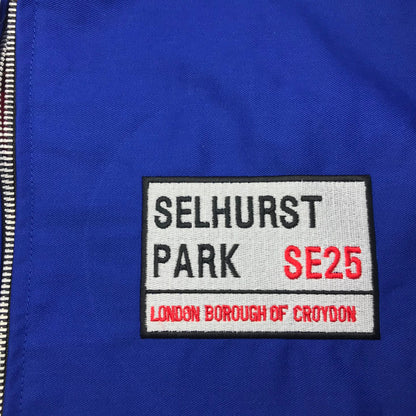 SELHURST
PARK SE25
LONDON BOROUGH OF CROYDON